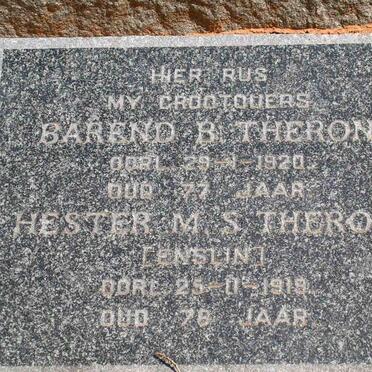 HIER RUS
MY GROOTOUERS
BAREND B. THERON
OORL. 29-1-1920.
OUD 77 JAAR
HESTER M. S. THERO
[ENSLIN]
OORL. 25-11-1919.
OUD 78 JAAR.